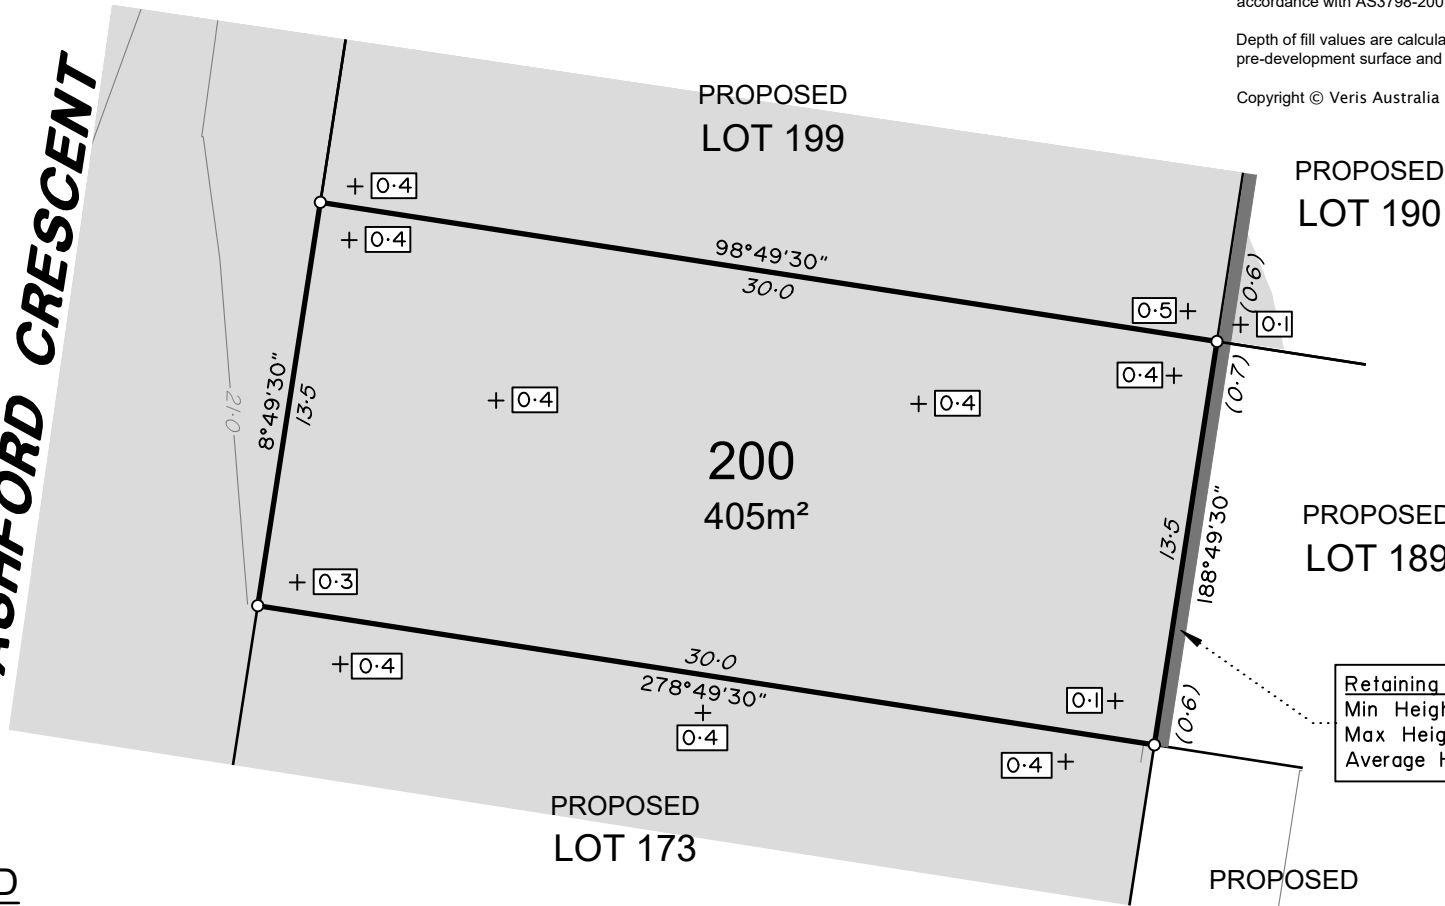 accordance with AS3798-200
Depth of fill values are calcula
pre-development surface and
Copyright © Veris Australia
PROPOSED
LOT 199
PROPOSED
LOT 190
ASHFORD CRESCENT
0·4
0·4
98°49'30"
30·0
0·5
(0·6)
0·1
0·4
(0·7)
21·0
8°49'30"
13·5
0·4
0·4
200
405m²
13·5
188°49'30"
PROPOSED
LOT 189
0·3
0·4
30·0
278°49'30"
0·4
0·1
0·4
(0·6)
Retaining
Min Heigh
Max Heig
Average H
PROPOSED
LOT 173
PROPOSED
D